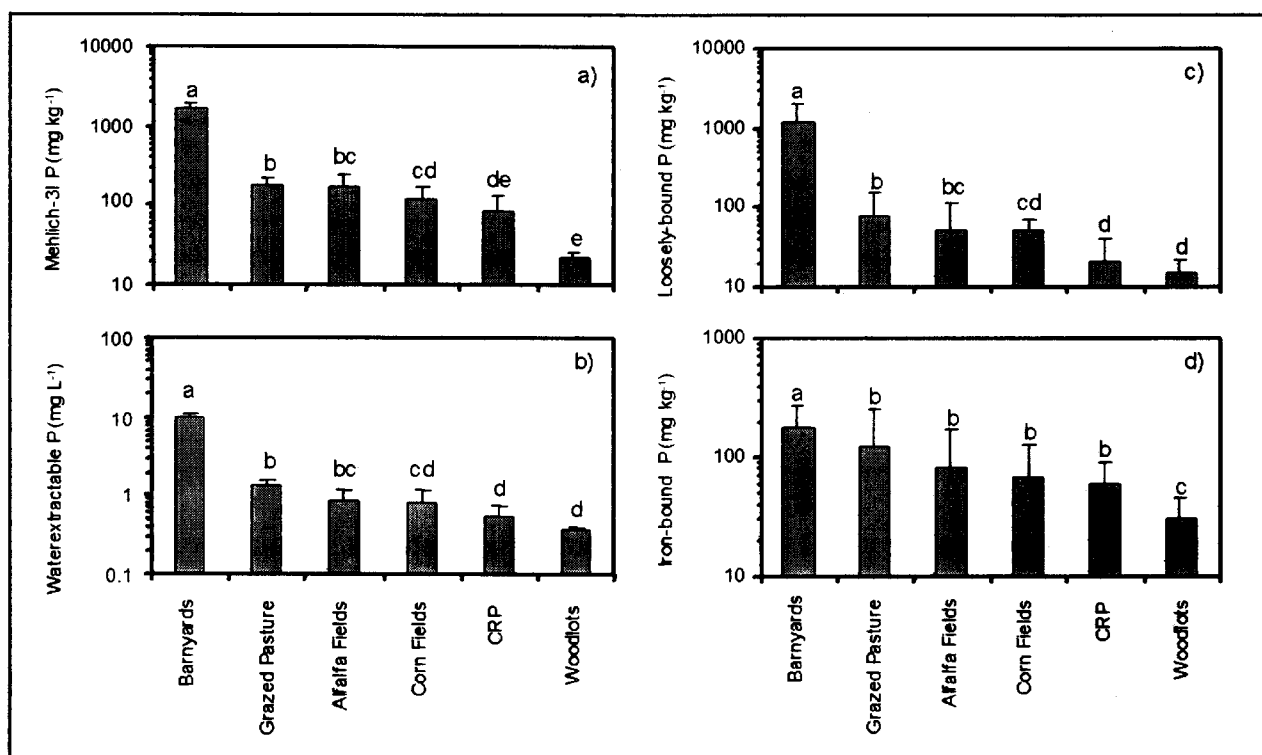 Mehlich-3I P (mg kg-1)
10000
1000
100
10
a)
a
b
bc
cd
de
e
Waterextractable P (mg L-1)
100
10
1
0.1
b)
a
b
bc
cd
d
d
Barnyards
Grazed Pasture
Alfalfa Fields
Corn Fields
CRP
Woodlots
Loosely-bound P (mg kg-1)
10000
1000
100
10
c)
a
b
bc
cd
d
d
Iron-bound P (mg kg-1)
1000
100
10
d)
a
b
b
b
b
c
Barnyards
Grazed Pasture
Alfalfa Fields
Corn Fields
CRP
Woodlots